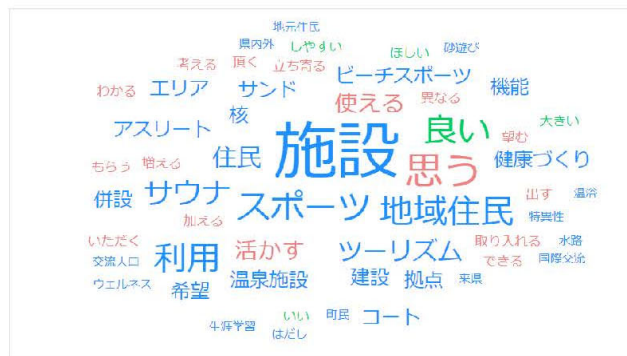 地元住民
県内外 しやすい ほしい 砂遊び
考える 頂く 立ち寄る ビーチスポーツ 機能
わかる エリア サンド 使える 異なる
アスリート 核 施設 良い 望む 大きい
もらう 増える 住民 思う 健康づくり
併設 サウナ スポーツ 地域住民 出す 温浴
加える 特異性
いただく 利用 活かす ツーリズム 取り入れる 水路
交流人口 できる 国際交流
ウェルネス 希望 温泉施設 建設 拠点 来県
生涯学習 いい 町民 コート
はだし